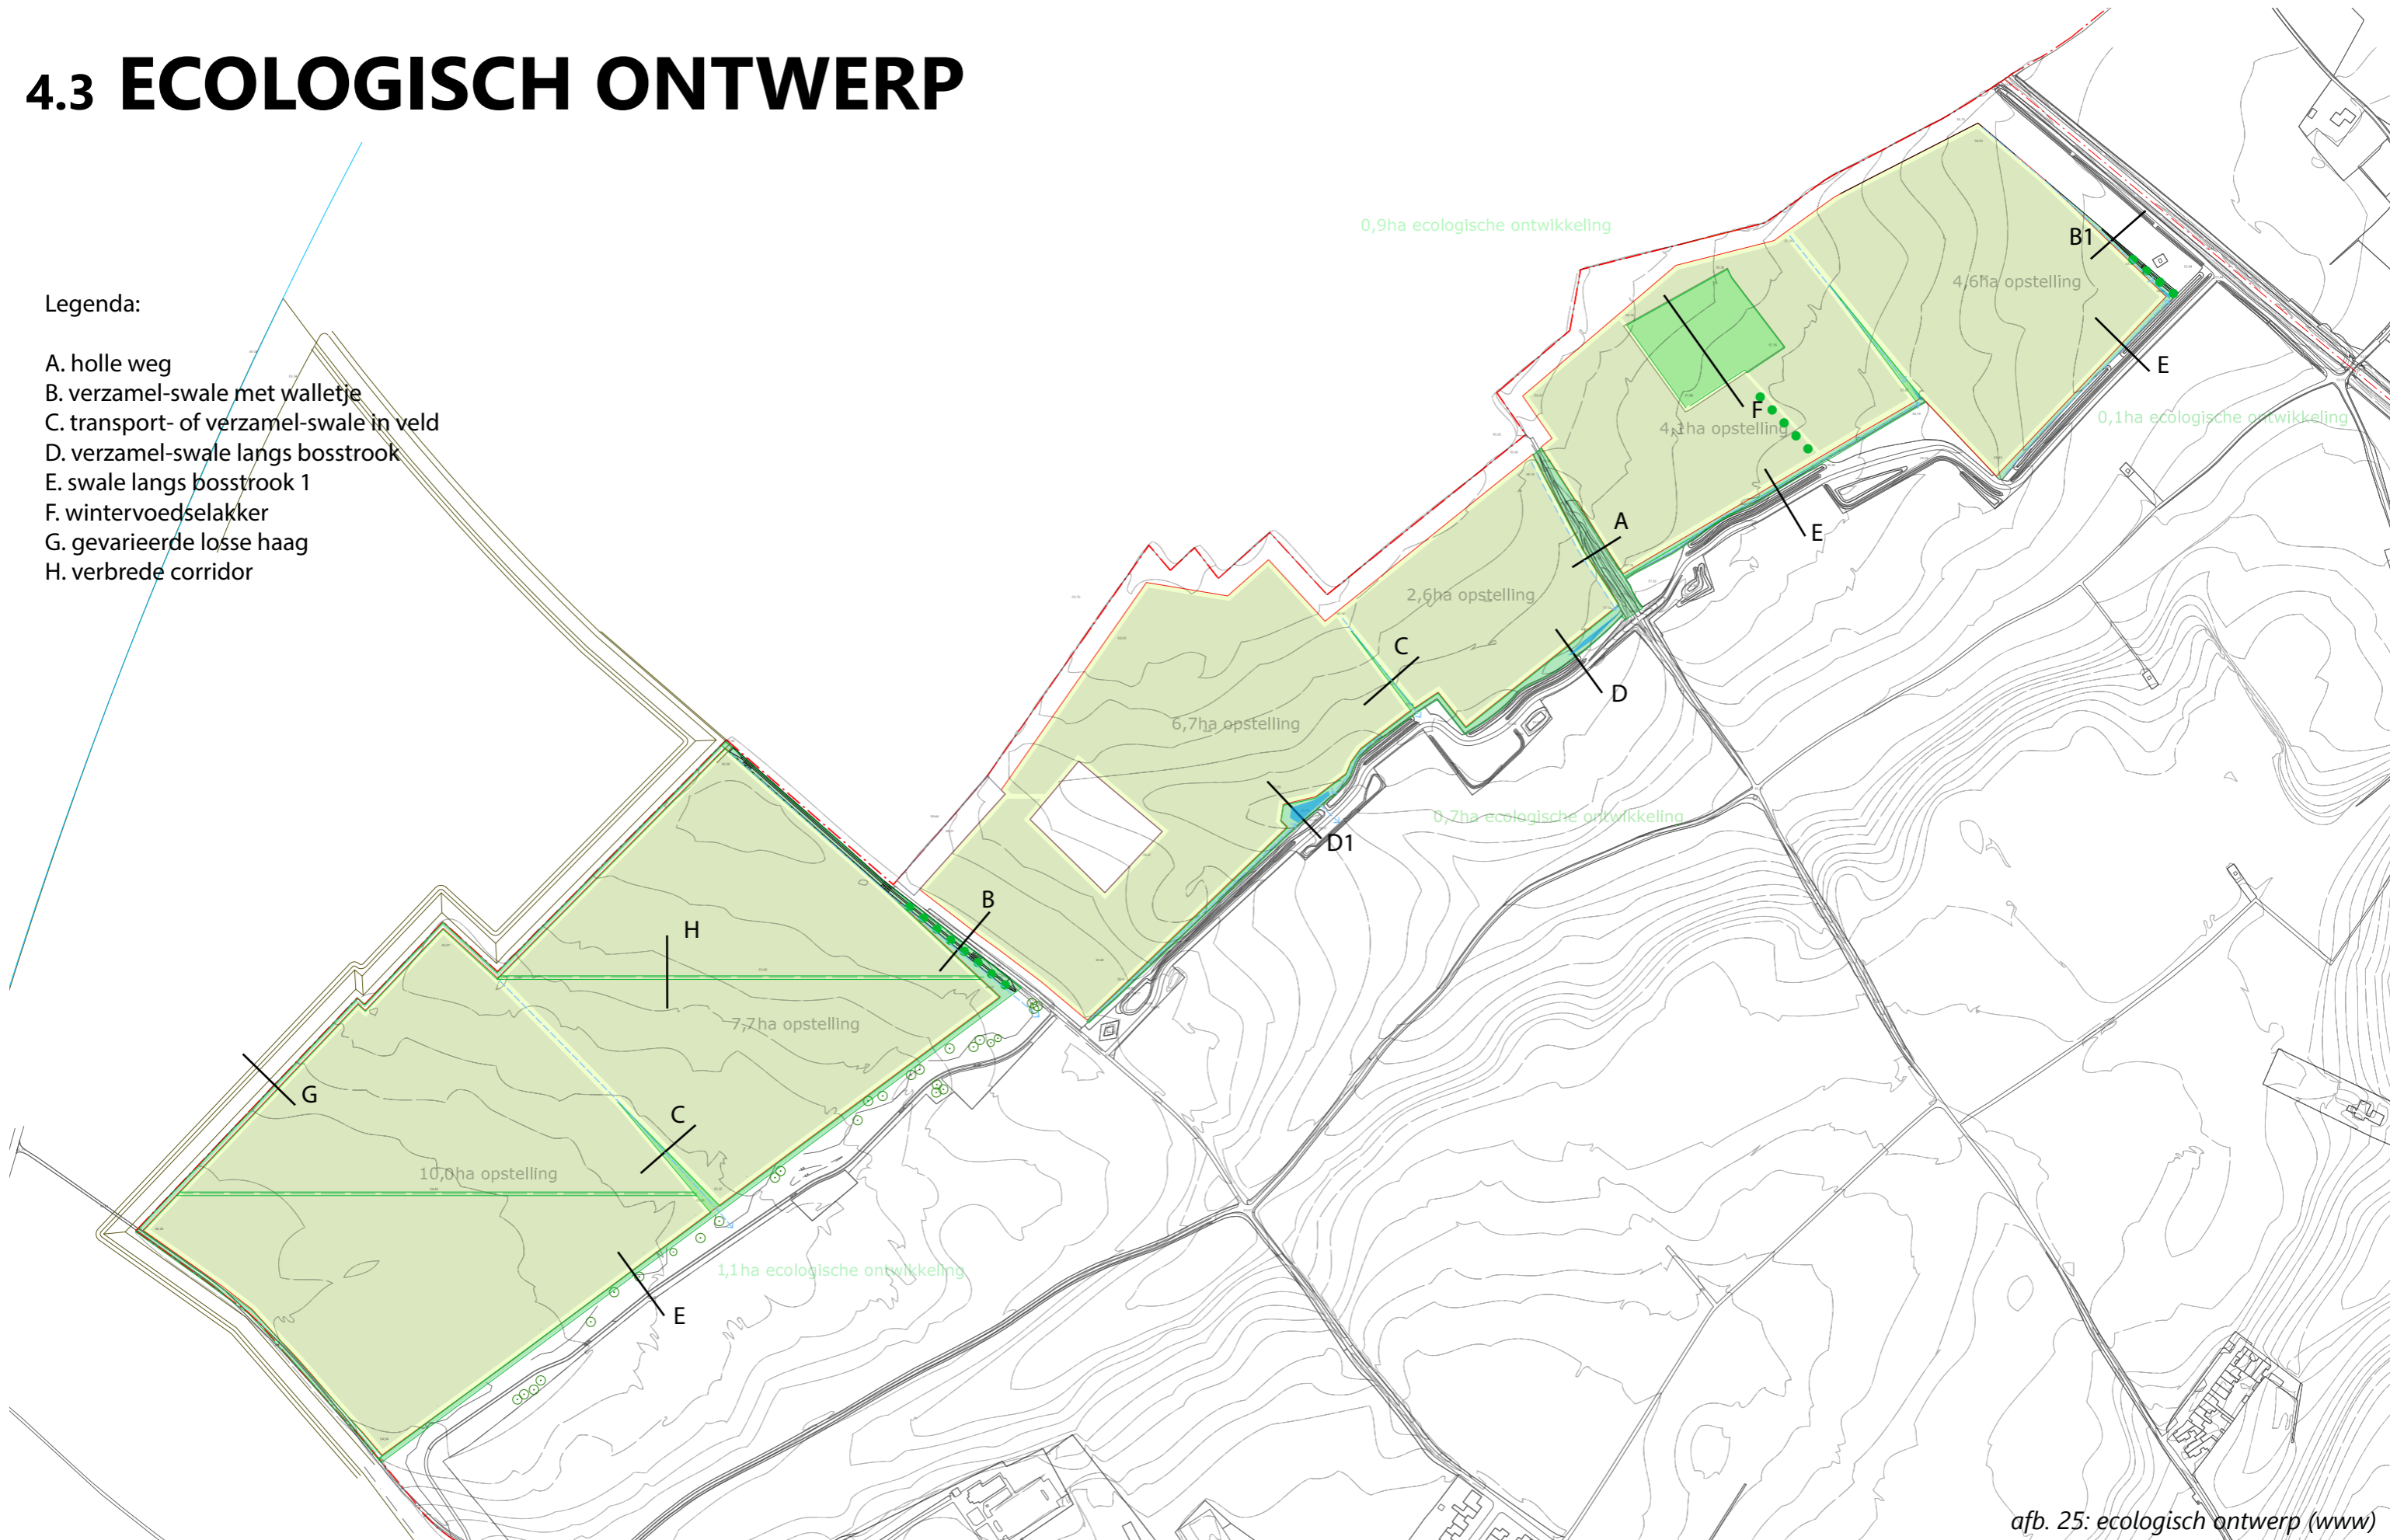 4.3 ECOLOGISCH ONTWERP
Legenda:
A. holle weg
B. verzamel-swale met walletje
C. transport- of verzamel-swale in veld
D. verzamel-swale langs bosstrook
E. swale langs bosstrook 1
F. wintervoedselakker
G. gevarieerde losse haag
H. verbrede corridor
0,9ha ecologische ontwikkeling
B1
4,6ha opstelling
E
F
0,1ha ecologische ontwikkeling
4,1ha opstelling
A
E
2,6ha opstelling
C
D
6,7ha opstelling
0,7ha ecologische ontwikkeling
D1
B
H
7,7ha opstelling
G
C
10,0ha opstelling
1,1ha ecologische ontwikkeling
E
afb. 25: ecologisch ontwerp (www)